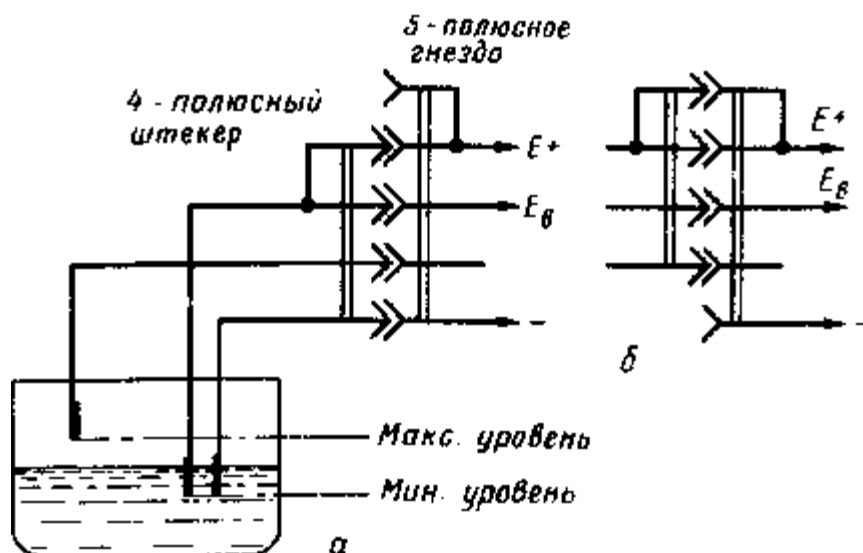 5 - полюсное
гнездо
4 - полюсный
штекер
E+
Eв
-
E+
Eв
-
б
Макс. уровень
Мин. уровень
а